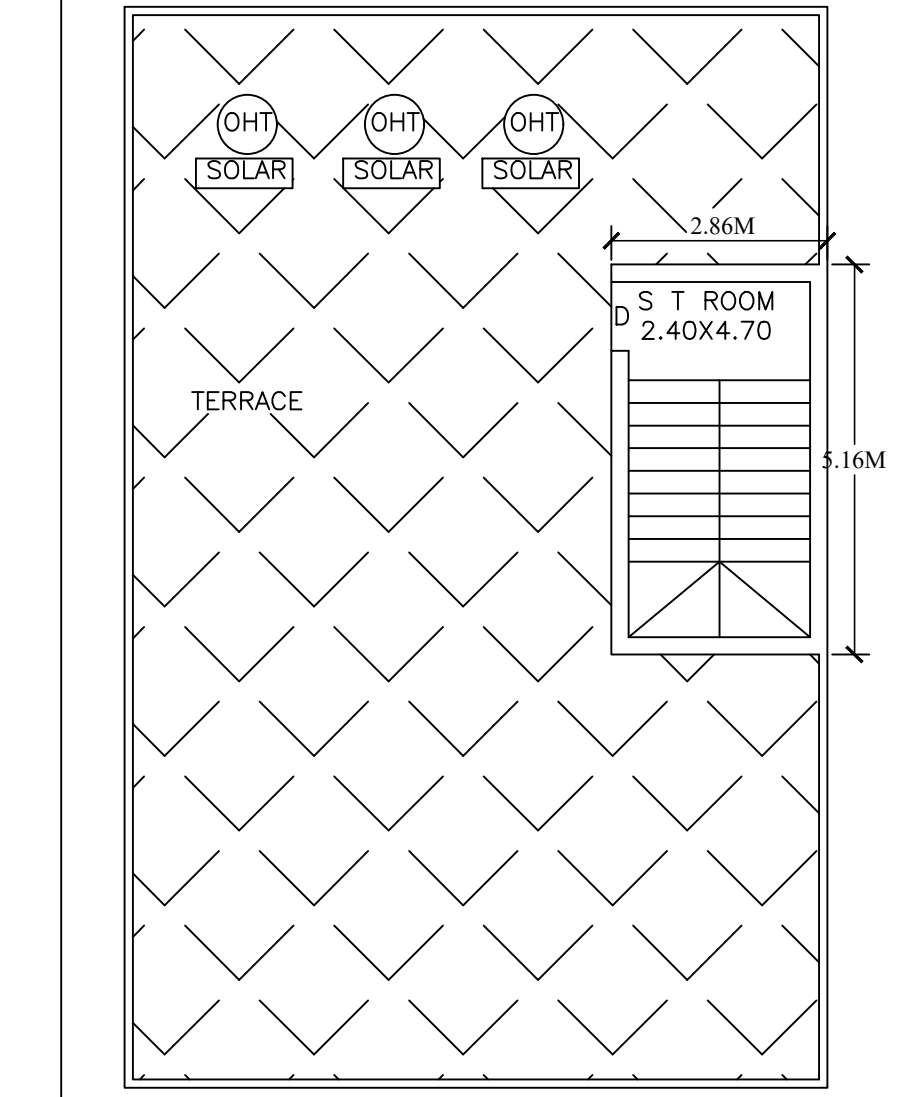 OHT OHT OHT
SOLAR SOLAR SOLAR
2.86M
S T ROOM
D
2.40X4.70
TERRACE
5.16M